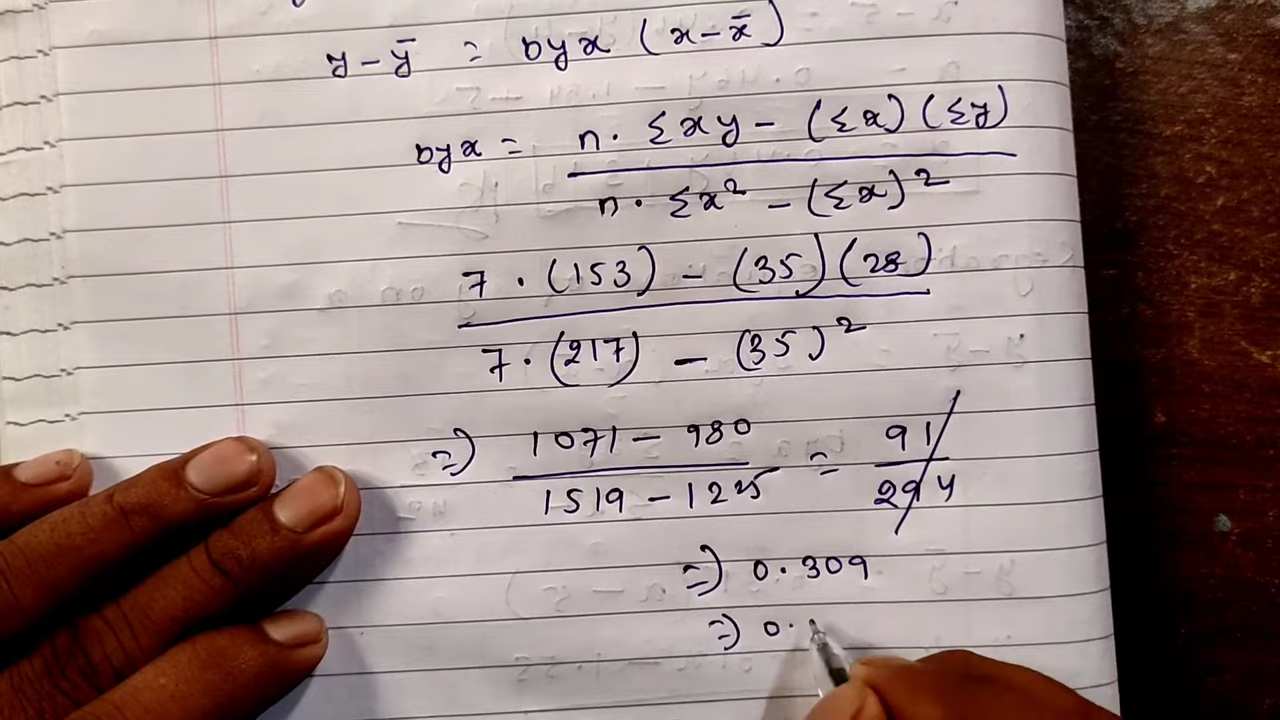 y - ȳ = byx (x - x̄)
byx = n · Σxy - (Σx)(Σy)
n · Σx² - (Σx)²
7 · (153) - (35)(28)
7 · (217) - (35)²
=) 1071 - 980 = 91
1519 - 1225 294
=) 0.309
=) 0.